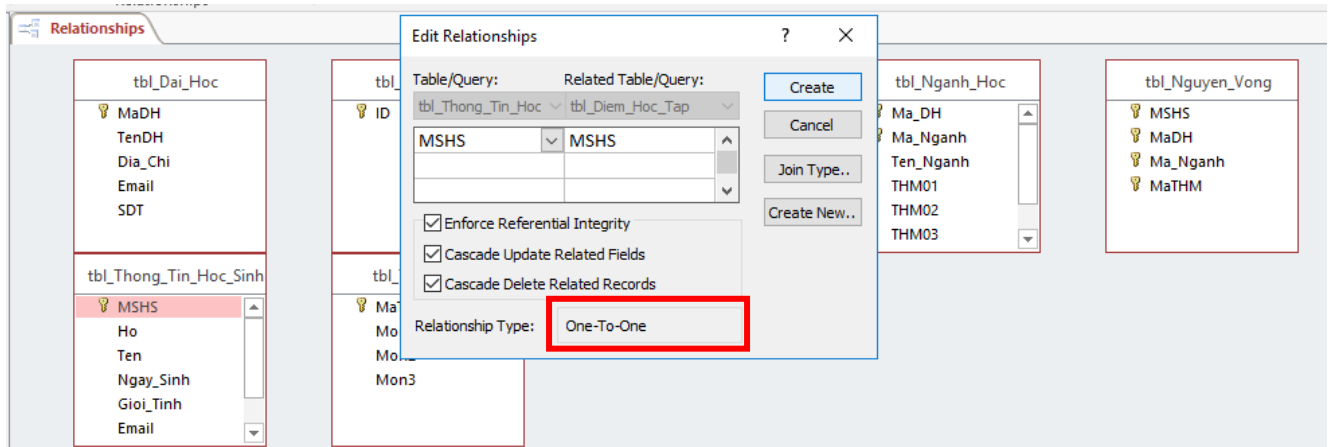 Relationships
tbl_Dai_Hoc
MaDH
TenDH
Dia_Chi
Email
SDT
tbl_Thong_Tin_Hoc_Sinh
MSHS
Ho
Ten
Ngay_Sinh
Gioi_Tinh
Email
tbl_
ID
tbl_
Ma
Mo
Mon3
Edit Relationships
?
Table/Query: Related Table/Query:
tbl_Thong_Tin_Hoc tbl_Diem_Hoc_Tap
MSHS MSHS
Enforce Referential Integrity
Cascade Update Related Fields
Cascade Delete Related Records
Relationship Type: One-To-One
Create
Cancel
Join Type..
Create New..
tbl_Nganh_Hoc
Ma_DH
Ma_Nganh
Ten_Nganh
THM01
THM02
THM03
tbl_Nguyen_Vong
MSHS
MaDH
Ma_Nganh
MaTHM